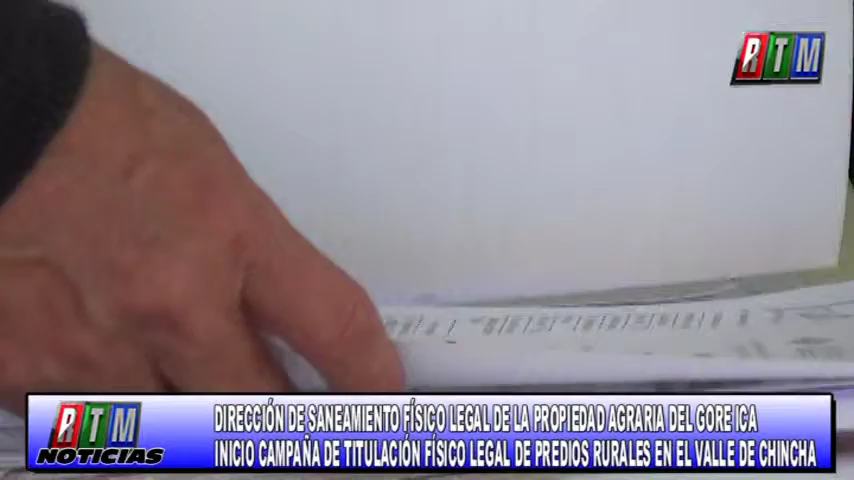 RTM
DIRECCIÓN DE SANEAMIENTO FÍSICO LEGAL DE LA PROPIEDAD AGRARIA DEL GORE ICA
INICIO CAMPAÑA DE TITULACIÓN FÍSICO LEGAL DE PREDIOS RURALES EN EL VALLE DE CHINCHA
RTM
NOTICIAS